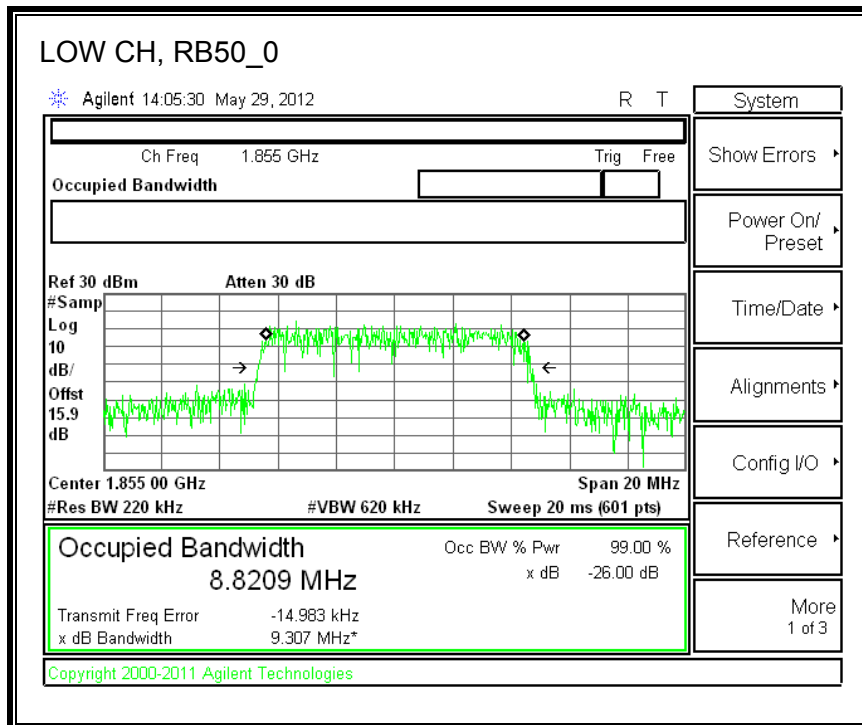 LOW CH, RB50_0
Agilent 14:05:30 May 29, 2012 R T
System
Ch Freq 1.855 GHz Trig Free
Occupied Bandwidth
Show Errors
Power On/
Preset
Ref 30 dBm Atten 30 dB
#Samp
Log
10
dB/
Offst
15.9
dB
Time/Date
Alignments
Config I/O
Center 1.855 00 GHz Span 20 MHz
#Res BW 220 kHz #VBW 620 kHz Sweep 20 ms (601 pts)
Occupied Bandwidth Occ BW % Pwr 99.00 %
8.8209 MHz x dB -26.00 dB
Transmit Freq Error -14.983 kHz
x dB Bandwidth 9.307 MHz*
Reference
More
1 of 3
Copyright 2000-2011 Agilent Technologies